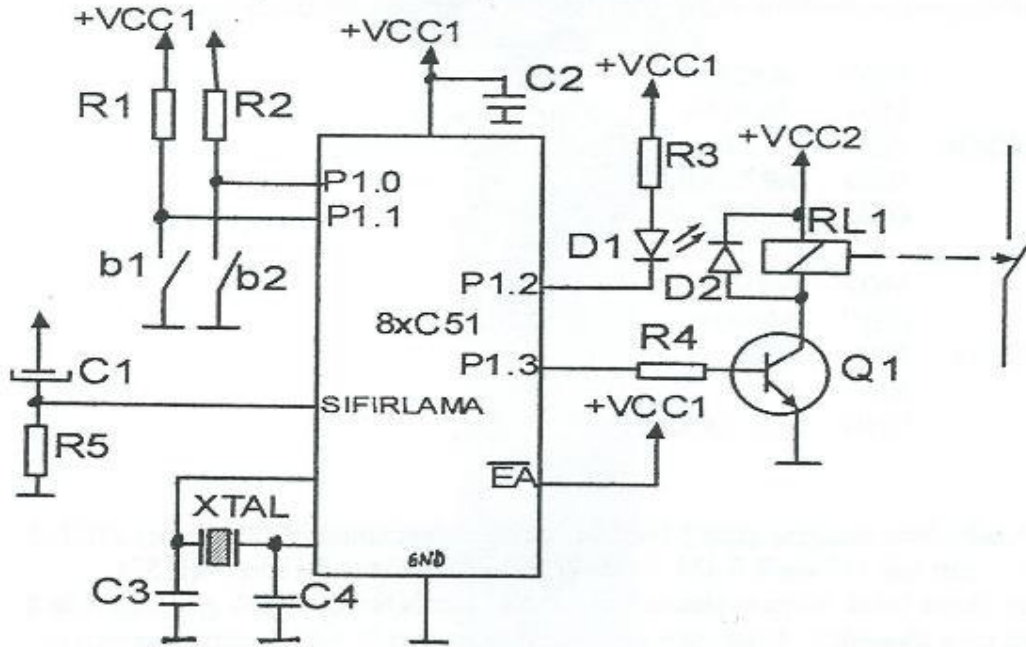 +VCC1
+VCC1
C2
+VCC1
R1
R2
R3
+VCC2
P1.0
P1.1
RL1
b1
b2
D1
D2
P1.2
8xC51
R4
P1.3
Q1
C1
SIFIRLAMA
+VCC1
R5
EA
XTAL
GND
C3
C4